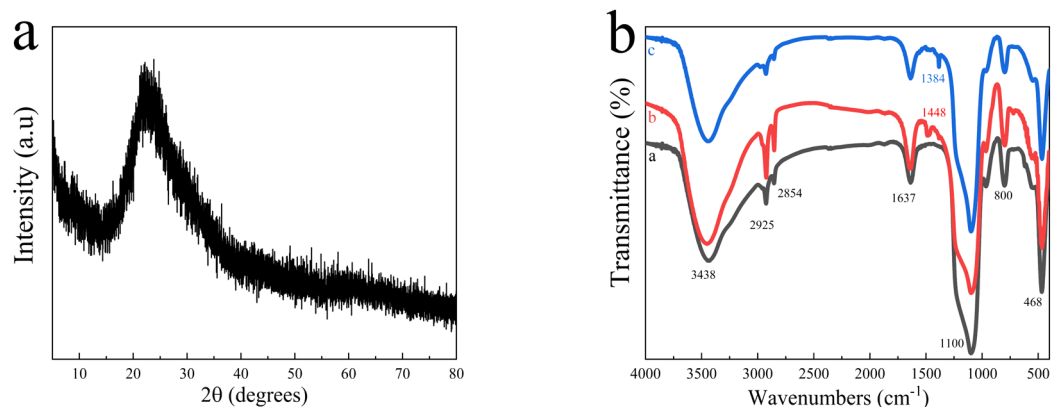 a
Intensity (a.u)
10 20 30 40 50 60 70 80
2θ (degrees)
b
Transmittance (%)
c
b
a
1384
1448
2854
2925
1637
800
3438
468
1100
4000 3500 3000 2500 2000 1500 1000 500
Wavenumbers (cm⁻¹)